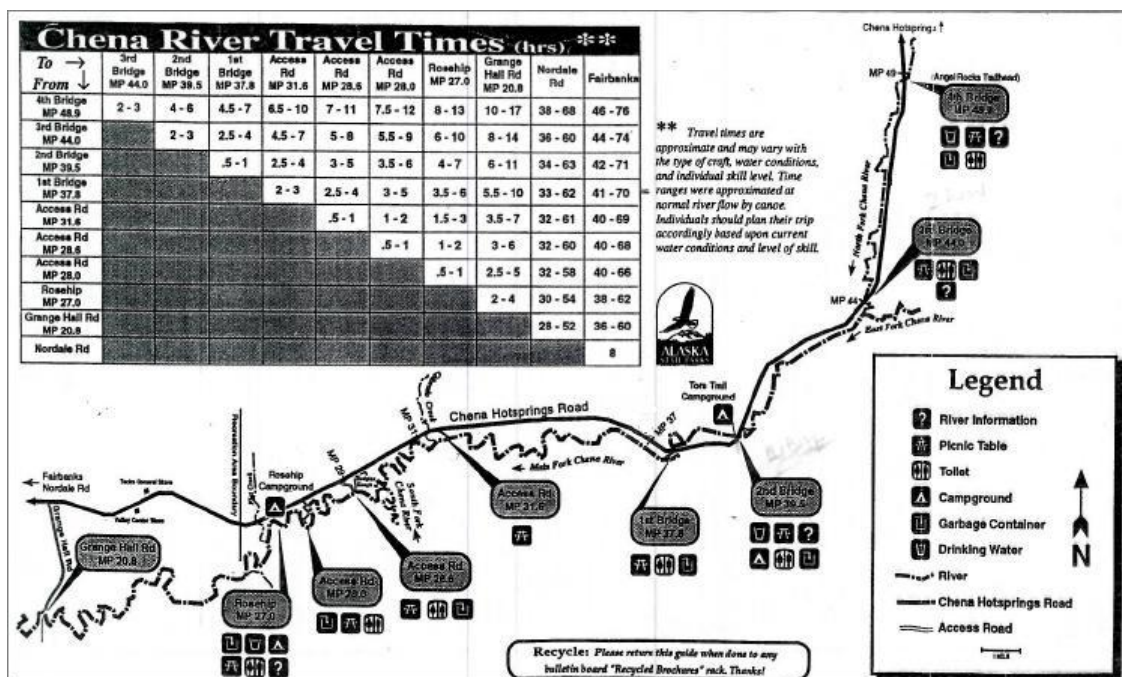 Chena River Travel Times (hrs) **
To → 3rd Bridge MP 44.0 2nd Bridge MP 39.5 1st Bridge MP 37.8 Access Rd MP 31.6 Access Rd MP 28.6 Access Rd MP 28.0 Rosehip MP 27.0 Grange Hall Rd MP 20.8 Nordale Rd Fairbanks
From ↓
4th Bridge MP 48.9 2 - 3 4 - 6 4.5 - 7 6.5 - 10 7 - 11 7.5 - 12 8 - 13 10 - 17 38 - 68 46 - 76
3rd Bridge MP 44.0 2 - 3 2.5 - 4 4.5 - 7 5 - 8 5.5 - 9 6 - 10 8 - 14 36 - 60 44 - 74
2nd Bridge MP 39.5 .5 - 1 2.5 - 4 3 - 5 3.5 - 6 4 - 7 6 - 11 34 - 63 42 - 71
1st Bridge MP 37.8 2 - 3 2.5 - 4 3 - 5 3.5 - 6 5.5 - 10 33 - 62 41 - 70
Access Rd MP 31.6 .5 - 1 1 - 2 1.5 - 3 3.5 - 7 32 - 61 40 - 69
Access Rd MP 28.6 .5 - 1 1 - 2 3 - 6 32 - 60 40 - 68
Access Rd MP 28.0 .5 - 1 2.5 - 5 32 - 58 40 - 66
Rosehip MP 27.0 2 - 4 30 - 54 38 - 62
Grange Hall Rd MP 20.8 28 - 52 36 - 60
Nordale Rd 8
** Travel times are
approximate and may vary with
the type of craft, water conditions,
and individual skill level. Time
ranges were approximated at
normal river flow by canoe.
Individuals should plan their trip
accordingly based upon current
water conditions and level of skill.
ALASKA
STATE PARKS
Chena Hotsprings ↑
MP 49
(Angel Rocks Trailhead)
4th Bridge
MP 48.9
North Fork Chena River
3rd Bridge
MP 44.0
MP 44
East Fork Chena River
Tors Trail
Campground
Chena Hotsprings Road
MP 37
MP 31
Main Fork Chena River
2nd Bridge
MP 39.5
1st Bridge
MP 37.8
Access Rd
MP 31.6
South Fork
Chena River
Access Rd
MP 28.6
Access Rd
MP 28.0
Rosehip
Campground
Rosehip
MP 27.0
Recreation Area Boundary
Fairbanks
Nordale Rd
Valley Center Store
Grange Hall Rd
Grange Hall Rd
MP 20.8
Legend
River Information
Picnic Table
Toilet
Campground
Garbage Container
Drinking Water
River
Chena Hotsprings Road
Access Road
N
Recycle: Please return this guide when done to any
bulletin board "Recycled Brochures" rack. Thanks!